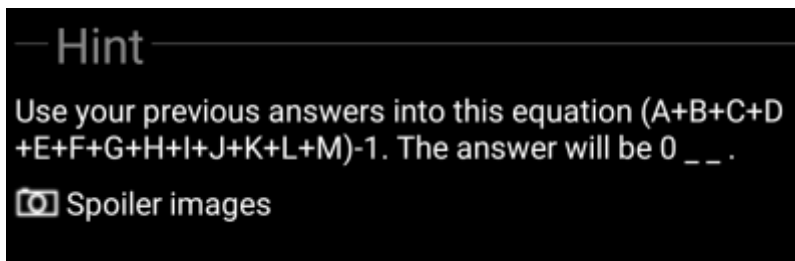 Hint
Use your previous answers into this equation (A+B+C+D
+E+F+G+H+I+J+K+L+M)-1. The answer will be 0 _ _ .
Spoiler images